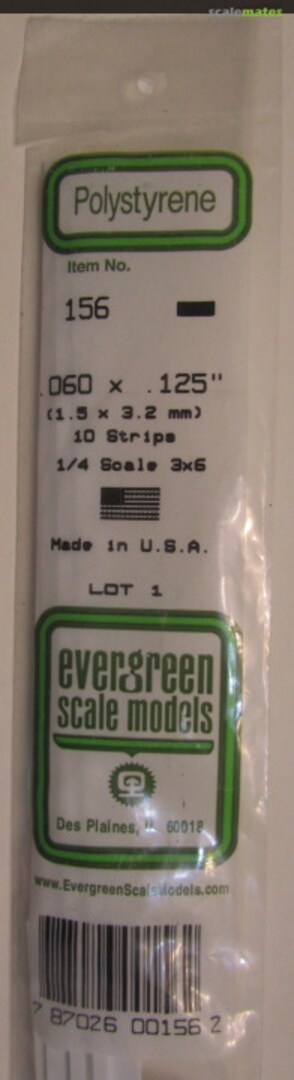 scalemates
Polystyrene
Item No.
156
.060 x .125"
(1.5 x 3.2 mm)
10 Strips
1/4 Scale 3x6
Made in U.S.A.
LOT 1
evergreen
scale models
Des Plaines, IL 60018
www.EvergreenScaleModels.com
7 87026 00156 2